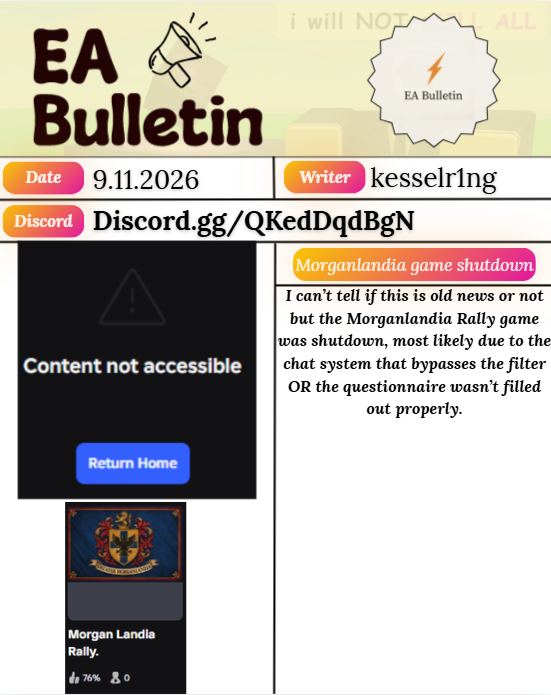 i will NOT
ALL
EA
Bulletin
EA Bulletin
Date
9.11.2026
Writer
kesselr1ng
Discord
Discord.gg/QKedDqdBgN
Content not accessible
Return Home
Morganlandia game shutdown
I can't tell if this is old news or not
but the Morganlandia Rally game
was shutdown, most likely due to the
chat system that bypasses the filter
OR the questionnaire wasn't filled
out properly.
Morgan Landia
Rally.
76% 0